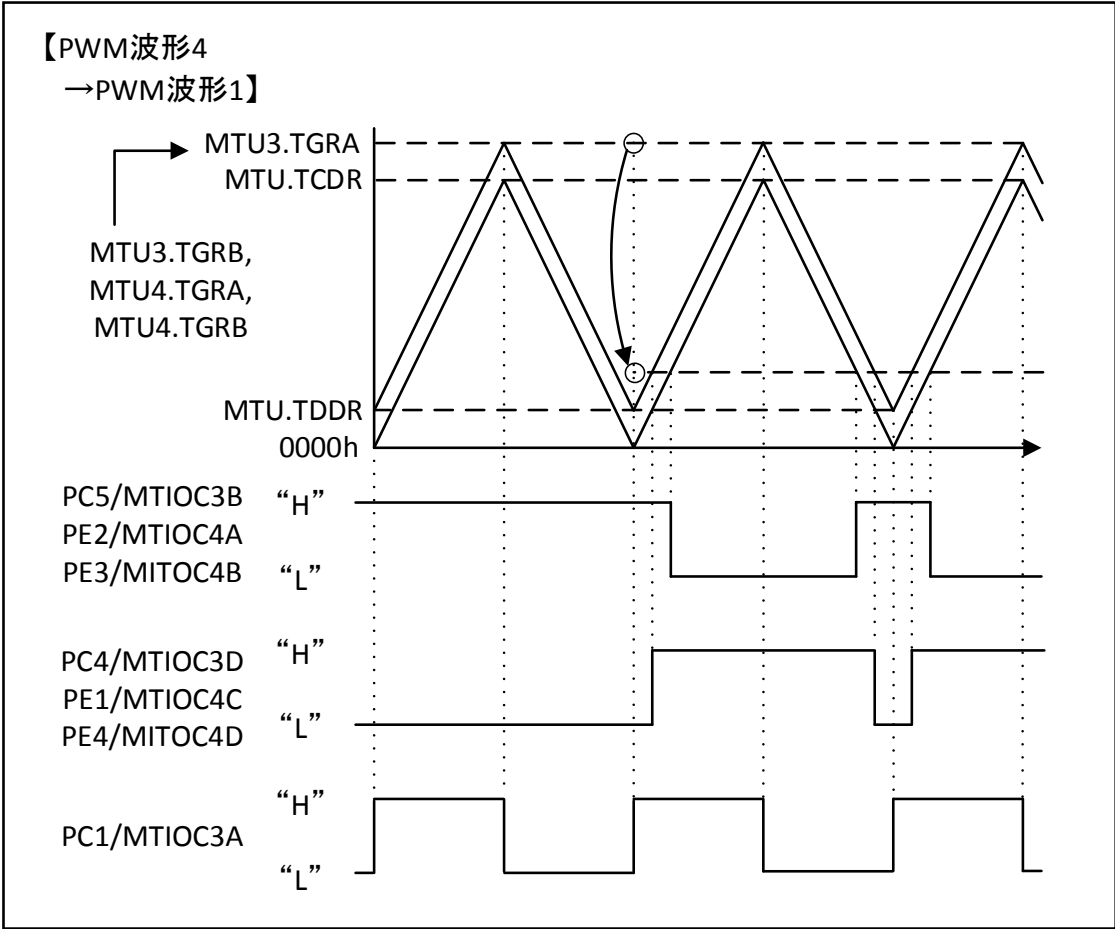 【PWM波形4
→PWM波形1】
MTU3.TGRA
MTU.TCDR
MTU3.TGRB,
MTU4.TGRA,
MTU4.TGRB
MTU.TDDR
0000h
PC5/MTIOC3B
PE2/MTIOC4A
PE3/MITOC4B
“H”
“L”
PC4/MTIOC3D
PE1/MTIOC4C
PE4/MITOC4D
“H”
“L”
PC1/MTIOC3A
“H”
“L”